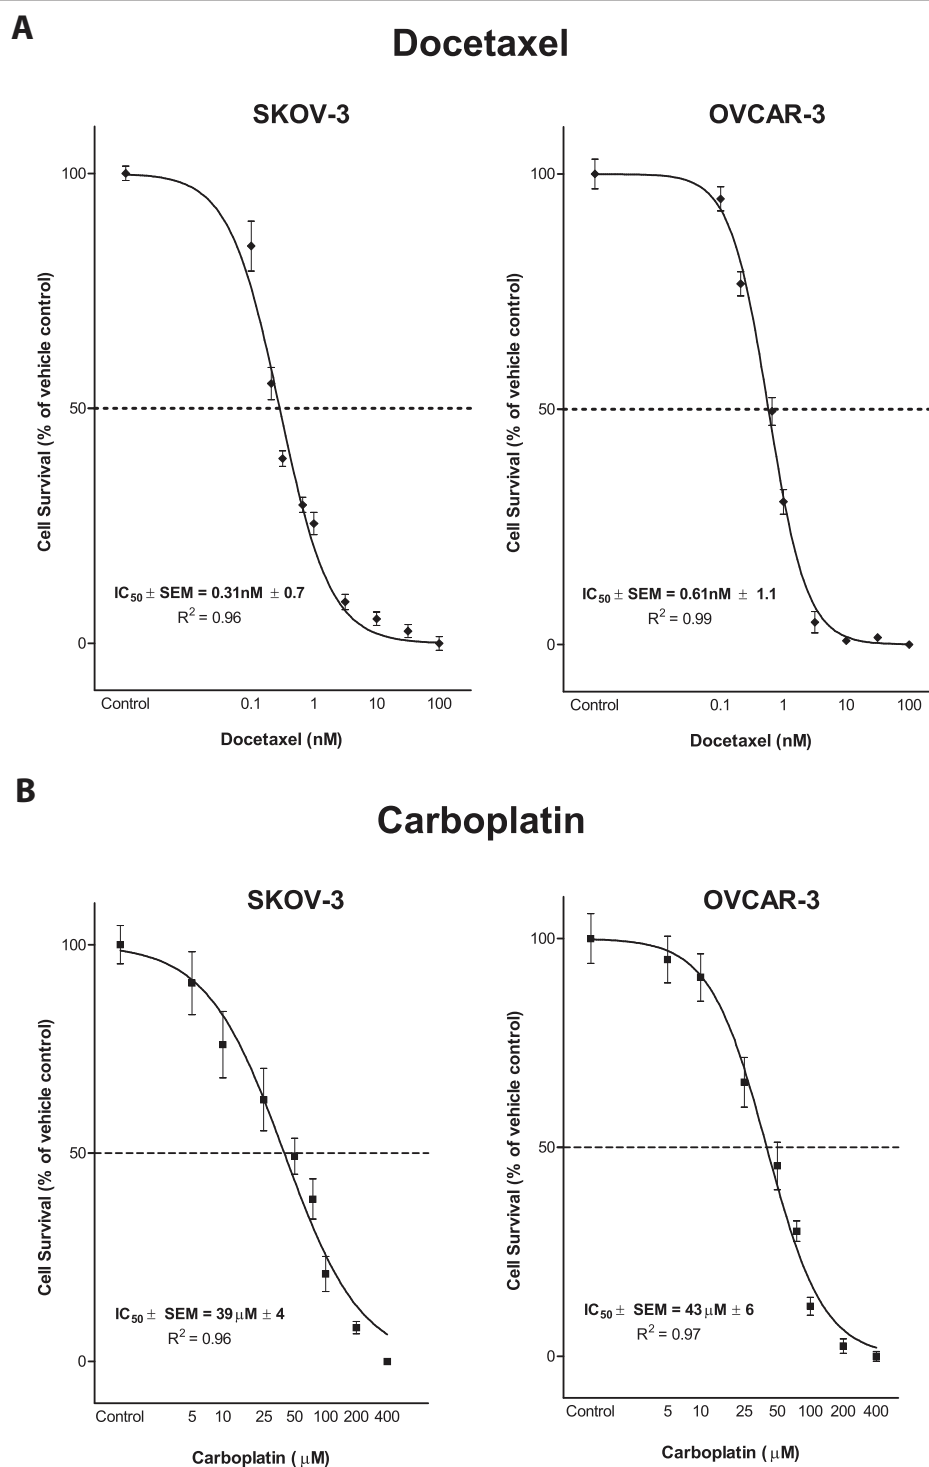 A
Docetaxel
SKOV-3
OVCAR-3
Cell Survival (% of vehicle control)
100
50
0
IC50 ± SEM = 0.31nM ± 0.7
R2 = 0.96
Control 0.1 1 10 100
Docetaxel (nM)
Cell Survival (% of vehicle control)
100
50
0
IC50 ± SEM = 0.61nM ± 1.1
R2 = 0.99
Control 0.1 1 10 100
Docetaxel (nM)
B
Carboplatin
SKOV-3
OVCAR-3
Cell Survival (% of vehicle control)
100
50
0
IC50 ± SEM = 39 μM ± 4
R2 = 0.96
Control 5 10 25 50 100 200 400
Carboplatin ( μM)
Cell Survival (% of vehicle control)
100
50
0
IC50 ± SEM = 43 μM ± 6
R2 = 0.97
Control 5 10 25 50 100 200 400
Carboplatin ( μM)